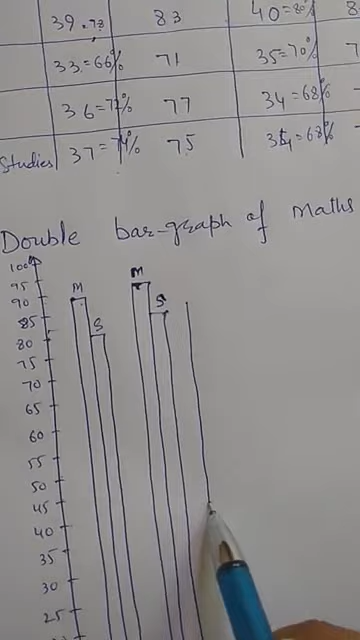 39.78 83 40=80% 8
33=66% 71 35=70% 7
36=72% 77 34=68%
Studies 37=74% 75 34=68%
Double bar-graph of Maths
100
95 M M
90 S
85 S
80
75
70
65
60
55
50
45
40
35
30
25